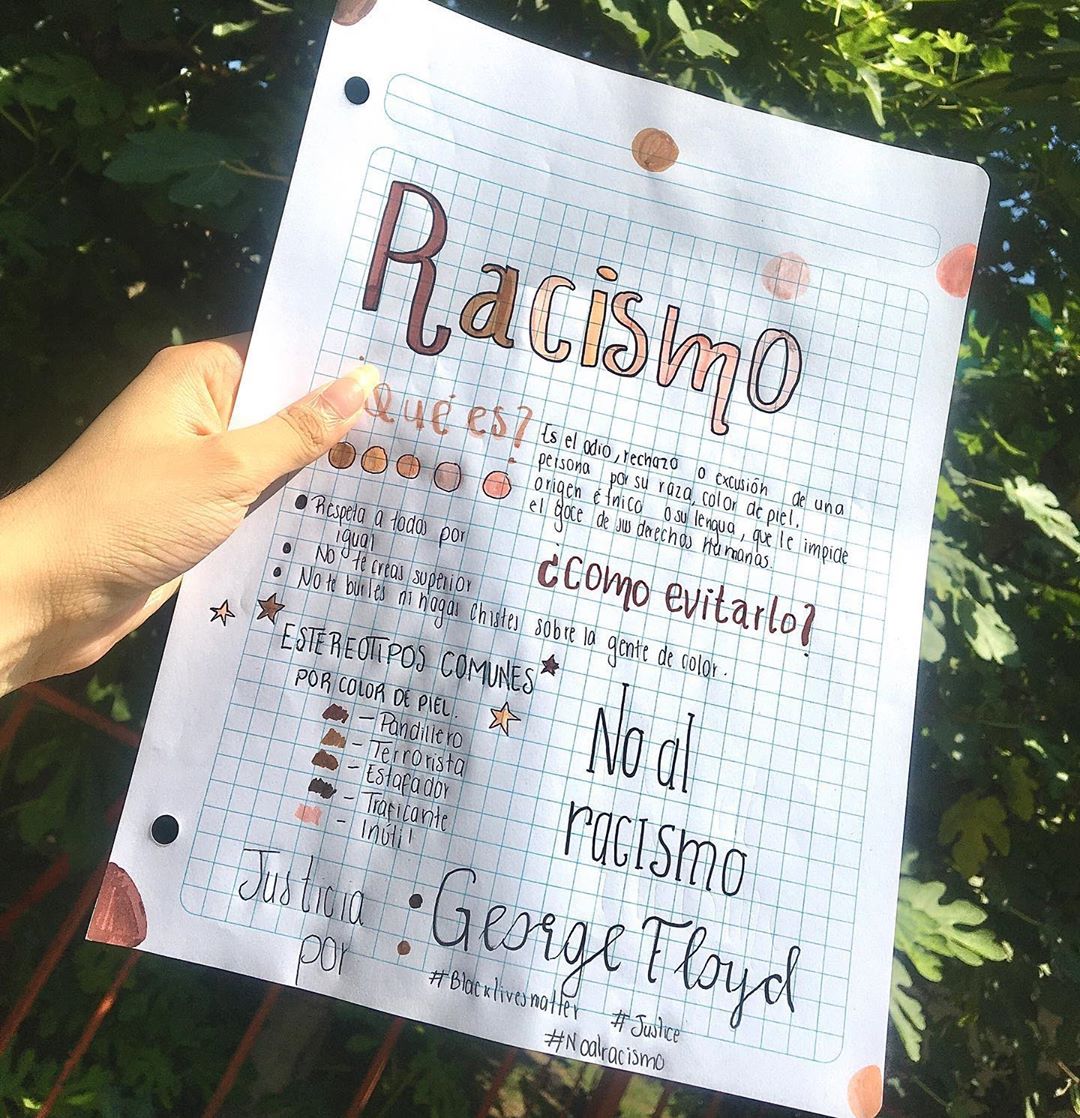 Racismo
¿Qué es?
Es el odio, rechazo o excusión de una
persona por su raza, color de piel,
origen étnico o su lengua, que le impide
el goce de sus derechos Humanos.
¿Como evitarlo?
• Respeta a todas por
igual
• No te creas superior
• No te burles ni hagas chistes sobre la gente de color.
ESTEREOTIPOS COMUNES
POR COLOR DE PIEL.
- Pandillero
- Terrorista
- Estafador
- Traficante
- Inútil
No al
racismo
Justicia
por
George Floyd
#Blacklivesmatter
#Justice
#Noalracismo